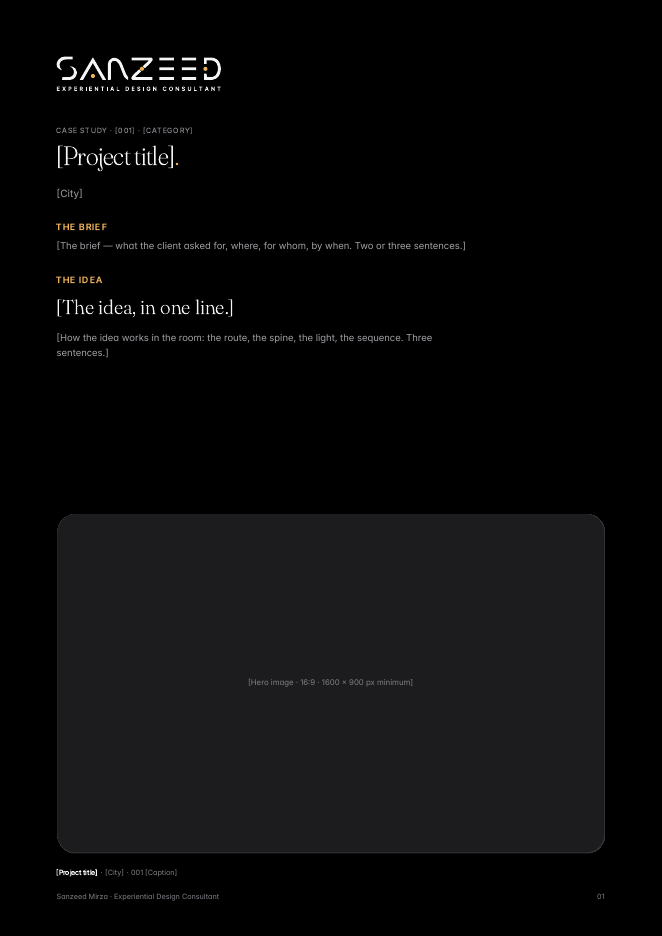 SANZEED
EXPERIENTIAL DESIGN CONSULTANT
CASE STUDY · [001] · [CATEGORY]
[Project title].
[City]
THE BRIEF
[The brief — what the client asked for, where, for whom, by when. Two or three sentences.]
THE IDEA
[The idea, in one line.]
[How the idea works in the room: the route, the spine, the light, the sequence. Three
sentences.]
[Hero image · 16:9 · 1600 × 900 px minimum]
[Project title] · [City] · 001 [Caption]
Sanzeed Mirza · Experiential Design Consultant
01